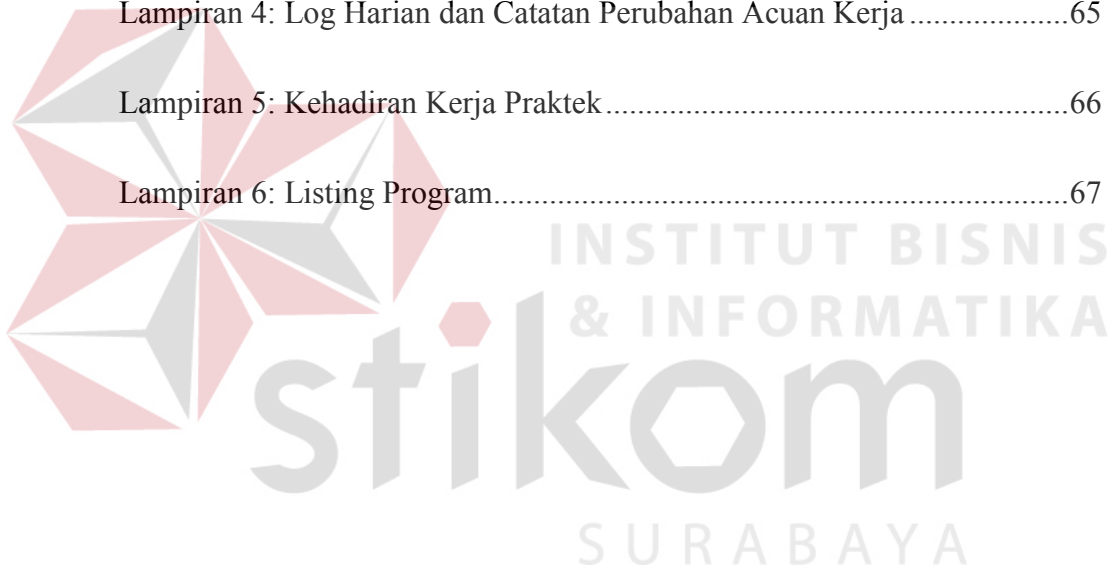 Lampiran 4: Log Harian dan Catatan Perubahan Acuan Kerja ....................65
Lampiran 5: Kehadiran Kerja Praktek...........................................................66
Lampiran 6: Listing Program.........................................................................67
INSTITUT BISNIS
& INFORMATIKA
stikom
SURABAYA